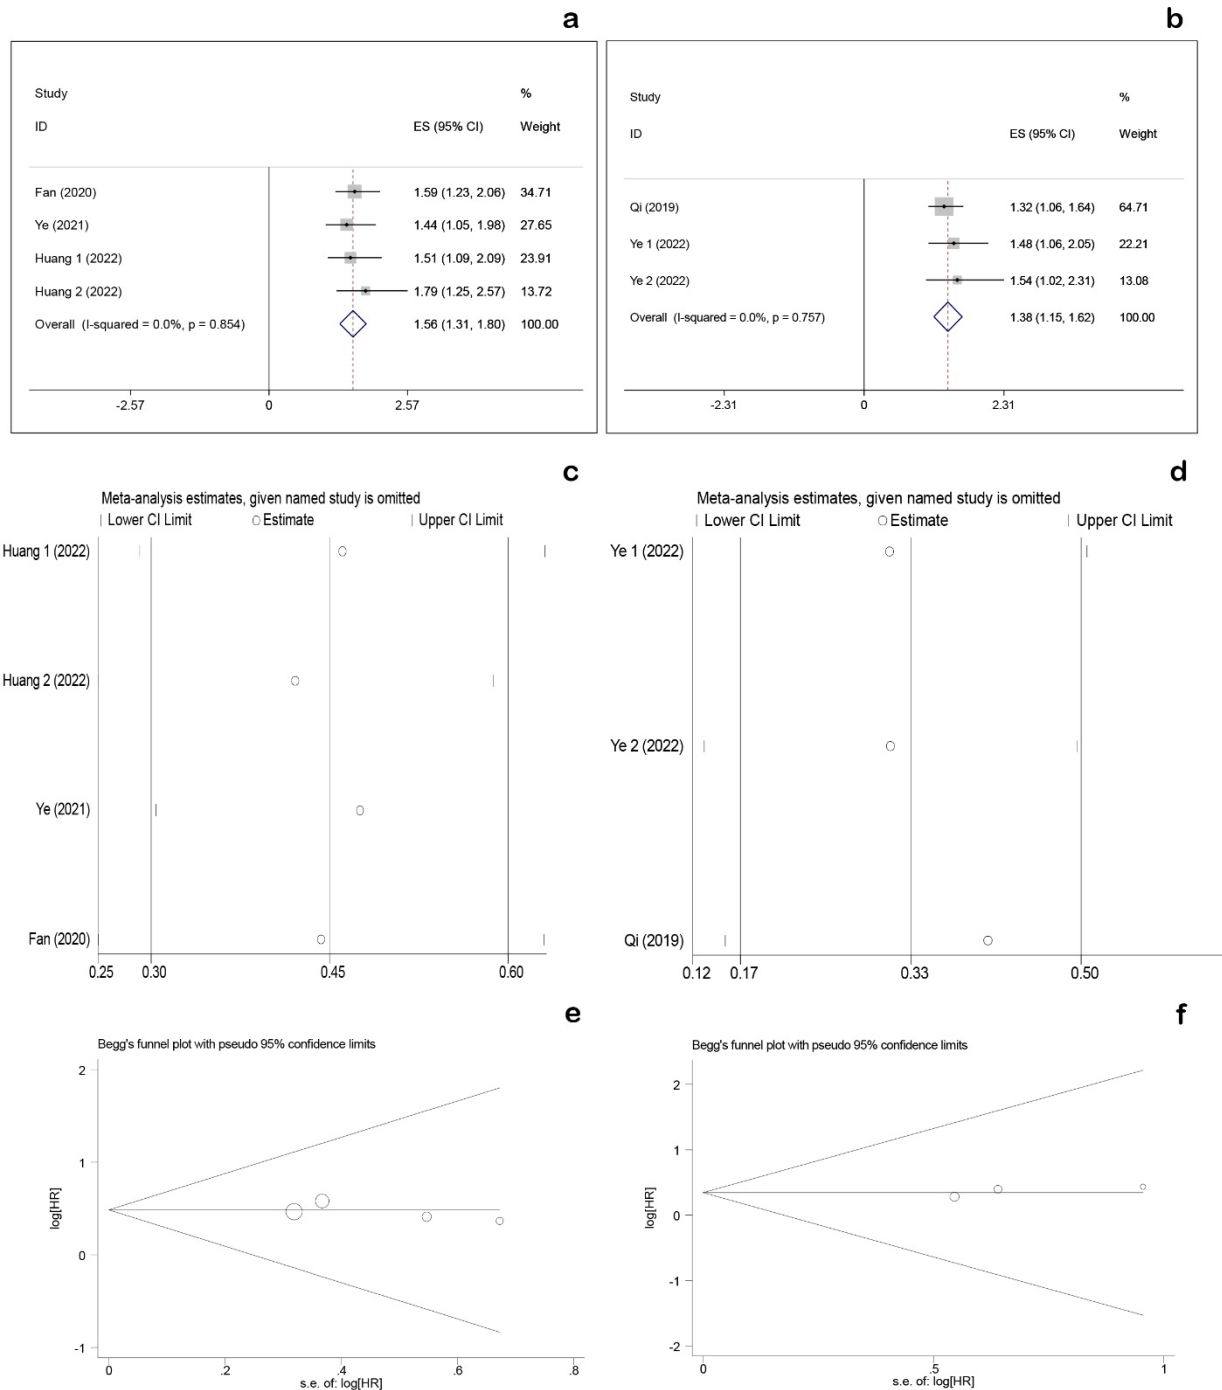 a
Study %
ID ES (95% CI) Weight
Fan (2020) 1.59 (1.23, 2.06) 34.71
Ye (2021) 1.44 (1.05, 1.98) 27.65
Huang 1 (2022) 1.51 (1.09, 2.09) 23.91
Huang 2 (2022) 1.79 (1.25, 2.57) 13.72
Overall (I-squared = 0.0%, p = 0.854) 1.56 (1.31, 1.80) 100.00
-2.57 0 2.57
b
Study %
ID ES (95% CI) Weight
Qi (2019) 1.32 (1.06, 1.64) 64.71
Ye 1 (2022) 1.48 (1.06, 2.05) 22.21
Ye 2 (2022) 1.54 (1.02, 2.31) 13.08
Overall (I-squared = 0.0%, p = 0.757) 1.38 (1.15, 1.62) 100.00
-2.31 0 2.31
c
Meta-analysis estimates, given named study is omitted
Lower CI Limit Estimate Upper CI Limit
Huang 1 (2022)
Huang 2 (2022)
Ye (2021)
Fan (2020)
0.25 0.30 0.45 0.60
d
Meta-analysis estimates, given named study is omitted
Lower CI Limit Estimate Upper CI Limit
Ye 1 (2022)
Ye 2 (2022)
Qi (2019)
0.12 0.17 0.33 0.50
e
Begg's funnel plot with pseudo 95% confidence limits
log[HR]
2
1
0
-1
0 .2 .4 .6 .8
s.e. of: log[HR]
f
Begg's funnel plot with pseudo 95% confidence limits
log[HR]
2
1
0
-1
-2
0 .5 1
s.e. of: log[HR]